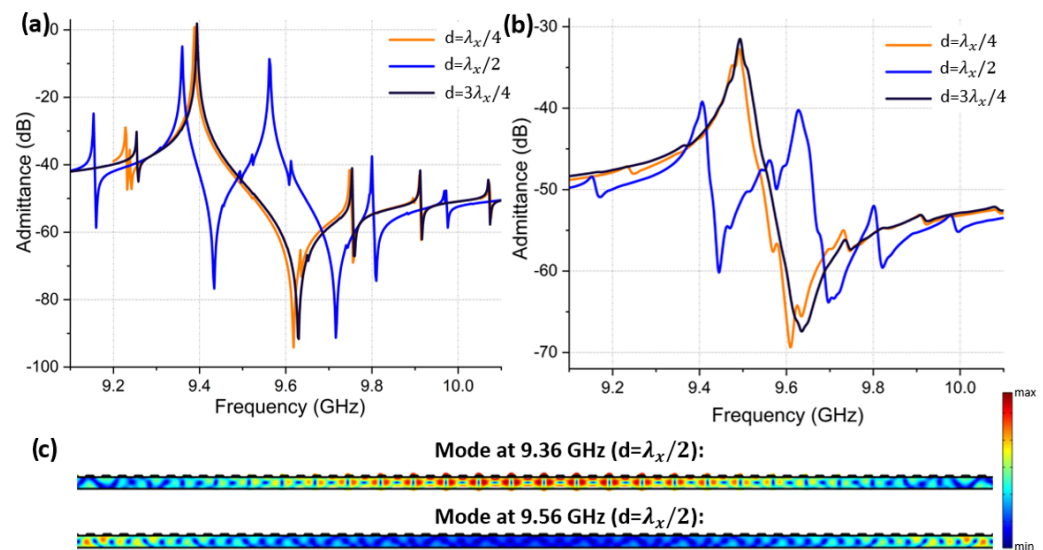 (a)
d=λₓ/4
d=λₓ/2
d=3λₓ/4
Admittance (dB)
-20
-40
-60
-80
-100
9.2
9.4
9.6
9.8
10.0
Frequency (GHz)
(b)
d=λₓ/4
d=λₓ/2
d=3λₓ/4
Admittance (dB)
-30
-40
-50
-60
-70
9.2
9.4
9.6
9.8
10.0
Frequency (GHz)
(c)
Mode at 9.36 GHz (d=λₓ/2):
Mode at 9.56 GHz (d=λₓ/2):
max
min